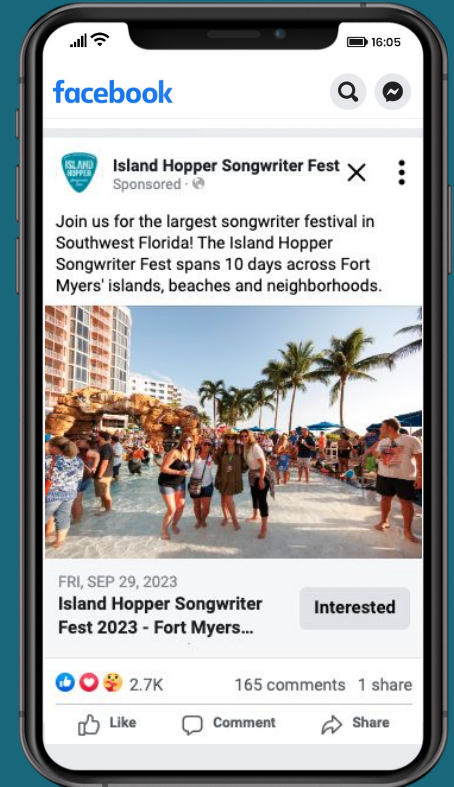 16:05
facebook
ISLAND
HOPPER
Island Hopper Songwriter Fest
Sponsored ·
Join us for the largest songwriter festival in
Southwest Florida! The Island Hopper
Songwriter Fest spans 10 days across Fort
Myers' islands, beaches and neighborhoods.
FRI, SEP 29, 2023
Island Hopper Songwriter
Fest 2023 - Fort Myers...
Interested
2.7K 165 comments 1 share
Like Comment Share